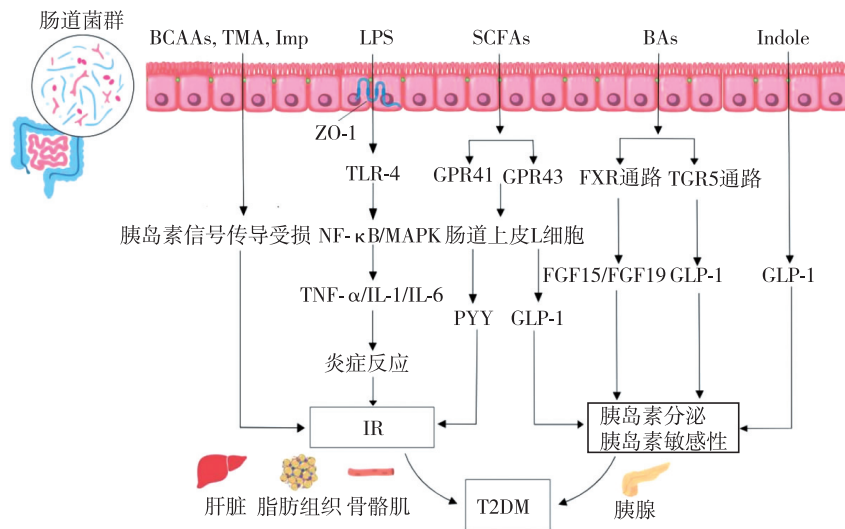 肠道菌群
BCAAs, TMA, Imp LPS SCFAs BAs Indole
ZO-1
TLR-4 GPR41 GPR43 FXR通路 TGR5通路
胰岛素信号传导受损 NF-κB/MAPK 肠道上皮L细胞
FGF15/FGF19 GLP-1 GLP-1
TNF-α/IL-1/IL-6
PYY GLP-1
炎症反应
IR
胰岛素分泌
胰岛素敏感性
肝脏 脂肪组织 骨骼肌 T2DM 胰腺